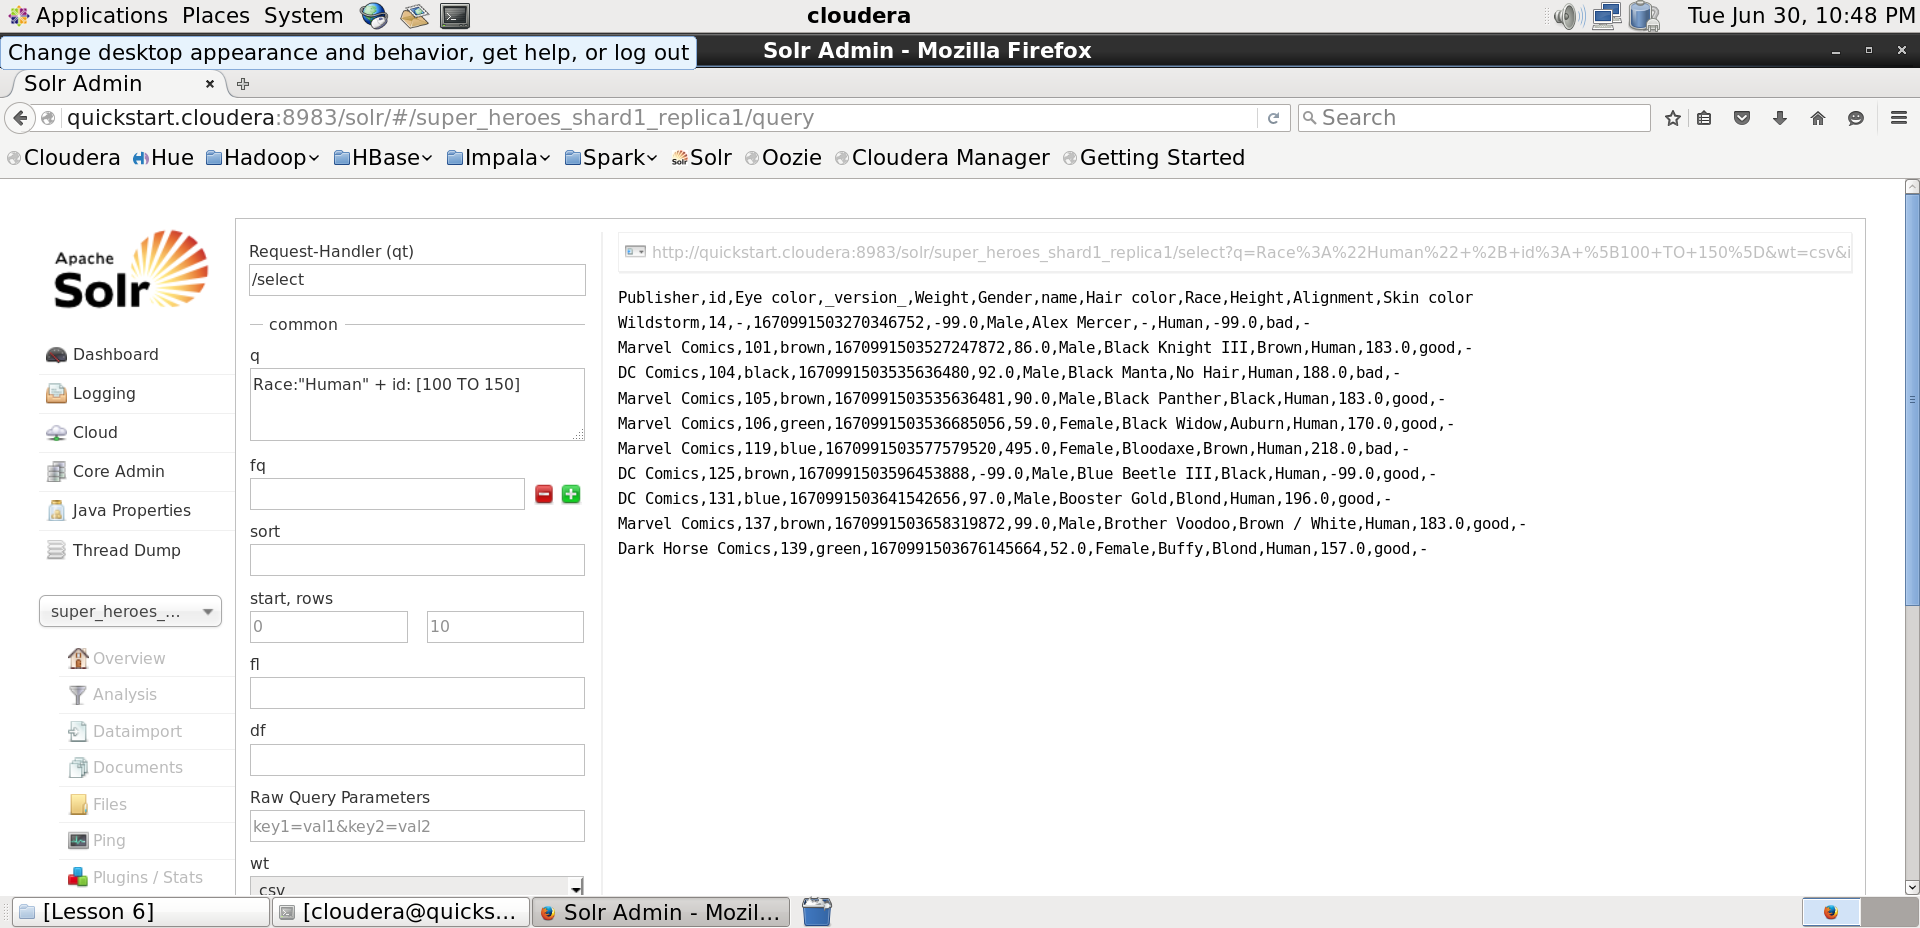 Applications Places System
cloudera
Tue Jun 30, 10:48 PM
Change desktop appearance and behavior, get help, or log out
Solr Admin - Mozilla Firefox
Solr Admin
quickstart.cloudera:8983/solr/#/super_heroes_shard1_replica1/query
Search
Cloudera Hue Hadoop HBase Impala Spark Solr Oozie Cloudera Manager Getting Started
Apache
Solr
Dashboard
Logging
Cloud
Core Admin
Java Properties
Thread Dump
super_heroes_...
Overview
Analysis
Dataimport
Documents
Files
Ping
Plugins / Stats
Request-Handler (qt)
/select
common
q
Race:"Human" + id: [100 TO 150]
fq
sort
start, rows
0 10
fl
df
Raw Query Parameters
key1=val1&key2=val2
wt
csv
http://quickstart.cloudera:8983/solr/super_heroes_shard1_replica1/select?q=Race%3A%22Human%22+%2B+id%3A+%5B100+TO+150%5D&wt=csv&i
Publisher,id,Eye color,_version_,Weight,Gender,name,Hair color,Race,Height,Alignment,Skin color
Wildstorm,14,-,1670991503270346752,-99.0,Male,Alex Mercer,-,Human,-99.0,bad,-
Marvel Comics,101,brown,1670991503527247872,86.0,Male,Black Knight III,Brown,Human,183.0,good,-
DC Comics,104,black,1670991503535636480,92.0,Male,Black Manta,No Hair,Human,188.0,bad,-
Marvel Comics,105,brown,1670991503535636481,90.0,Male,Black Panther,Black,Human,183.0,good,-
Marvel Comics,106,green,1670991503536685056,59.0,Female,Black Widow,Auburn,Human,170.0,good,-
Marvel Comics,119,blue,1670991503577579520,495.0,Female,Bloodaxe,Brown,Human,218.0,bad,-
DC Comics,125,brown,1670991503596453888,-99.0,Male,Blue Beetle III,Black,Human,-99.0,good,-
DC Comics,131,blue,1670991503641542656,97.0,Male,Booster Gold,Blond,Human,196.0,good,-
Marvel Comics,137,brown,1670991503658319872,99.0,Male,Brother Voodoo,Brown / White,Human,183.0,good,-
Dark Horse Comics,139,green,1670991503676145664,52.0,Female,Buffy,Blond,Human,157.0,good,-
[Lesson 6]
[cloudera@quicks...
Solr Admin - Mozil...